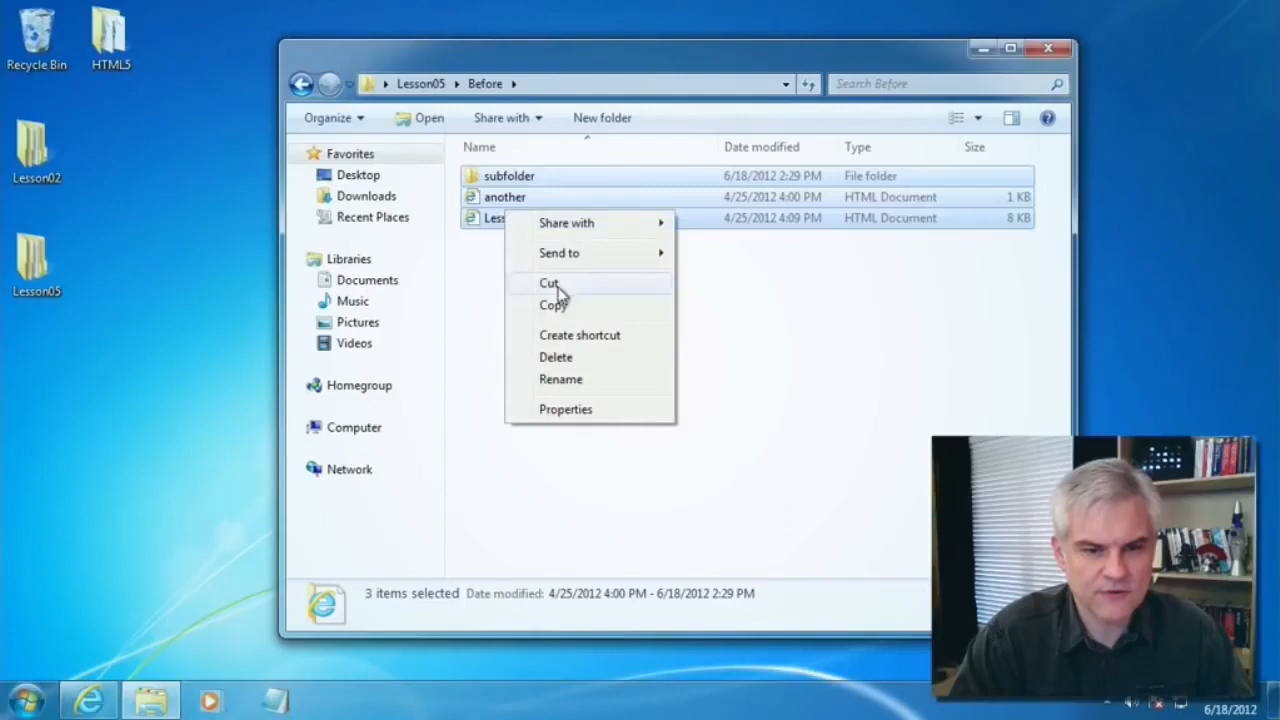 Recycle Bin
HTML5
Lesson02
Lesson05
Lesson05 Before
Search Before
Organize Open Share with New folder
Name Date modified Type Size
Favorites
Desktop
Downloads
Recent Places
Libraries
Documents
Music
Pictures
Videos
Homegroup
Computer
Network
subfolder 6/18/2012 2:29 PM File folder
another 4/25/2012 4:00 PM HTML Document 1 KB
Less 4/25/2012 4:09 PM HTML Document 8 KB
Share with
Send to
Cut
Copy
Create shortcut
Delete
Rename
Properties
3 items selected Date modified: 4/25/2012 4:00 PM - 6/18/2012 2:29 PM
6/18/2012